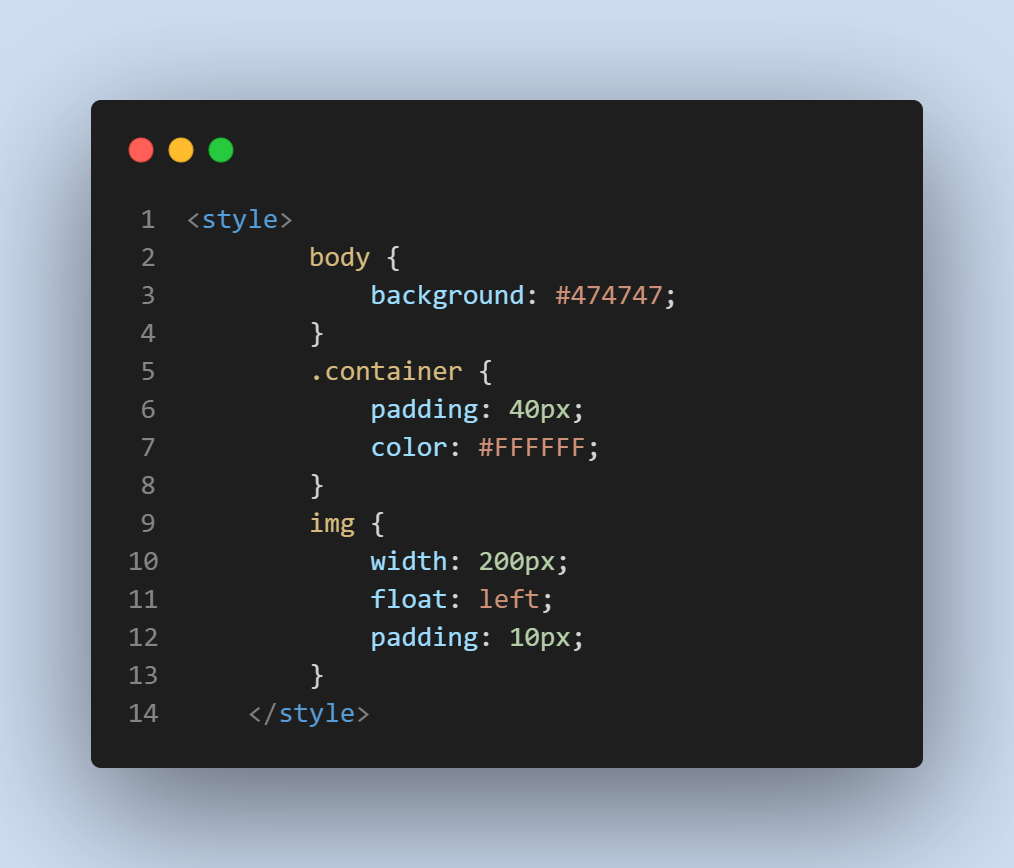 1 <style>
2         body {
3             background: #474747;
4         }
5         .container {
6             padding: 40px;
7             color: #FFFFFF;
8         }
9         img {
10             width: 200px;
11             float: left;
12             padding: 10px;
13         }
14     </style>